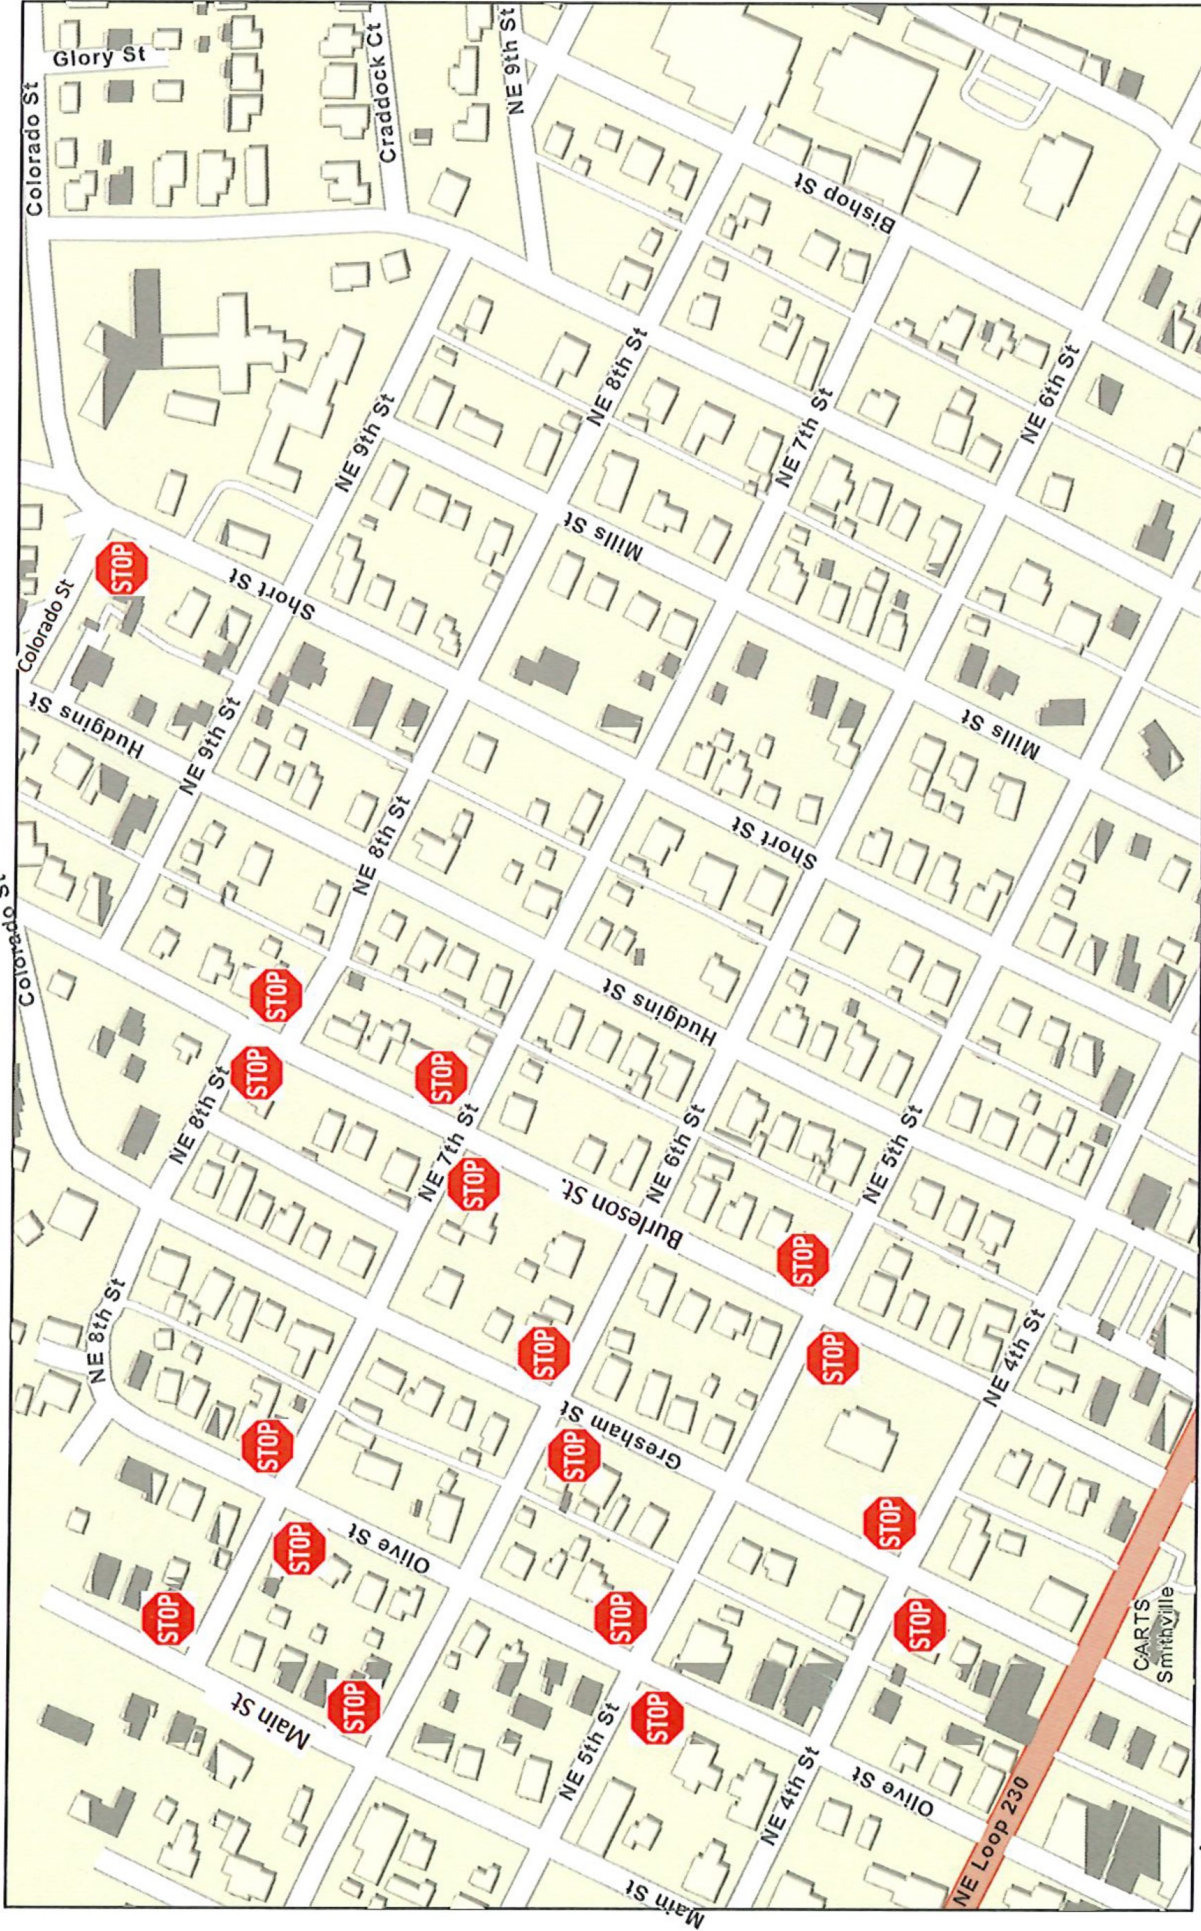 Glory St
Colorado St
Craddock Ct
NE 9th St
Bishop St
NE 8th St
NE 9th St
NE 7th St
NE 6th St
Mills St
STOP
Short St
Colorado St
Hudgins St
NE 9th St
Mills St
NE 8th St
Short St
Colorado St
STOP
Hudgins St
STOP
STOP
NE 8th St
NE 7th St
STOP
NE 6th St
NE 5th St
Burleson St.
STOP
NE 8th St
STOP
STOP
NE 4th St
STOP
Gresham St
STOP
STOP
STOP
Olive St
STOP
STOP
STOP
CARTS
Smithville
STOP
Main St
STOP
NE 5th St
NE 4th St
Olive St
NE Loop 230
Main St